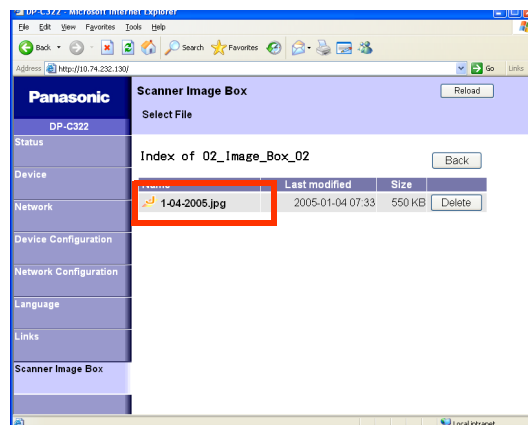 DP-C322 - Microsoft Internet Explorer
File Edit View Favorites Tools Help
Back Search Favorites
Address http://10.74.232.130/ Go Links
Panasonic
DP-C322
Status
Device
Network
Device Configuration
Network Configuration
Language
Links
Scanner Image Box
Scanner Image Box
Reload
Select File
Index of 02_Image_Box_02
Back
Name Last modified Size
1-04-2005.jpg 2005-01-04 07:33 550 KB Delete
Local intranet